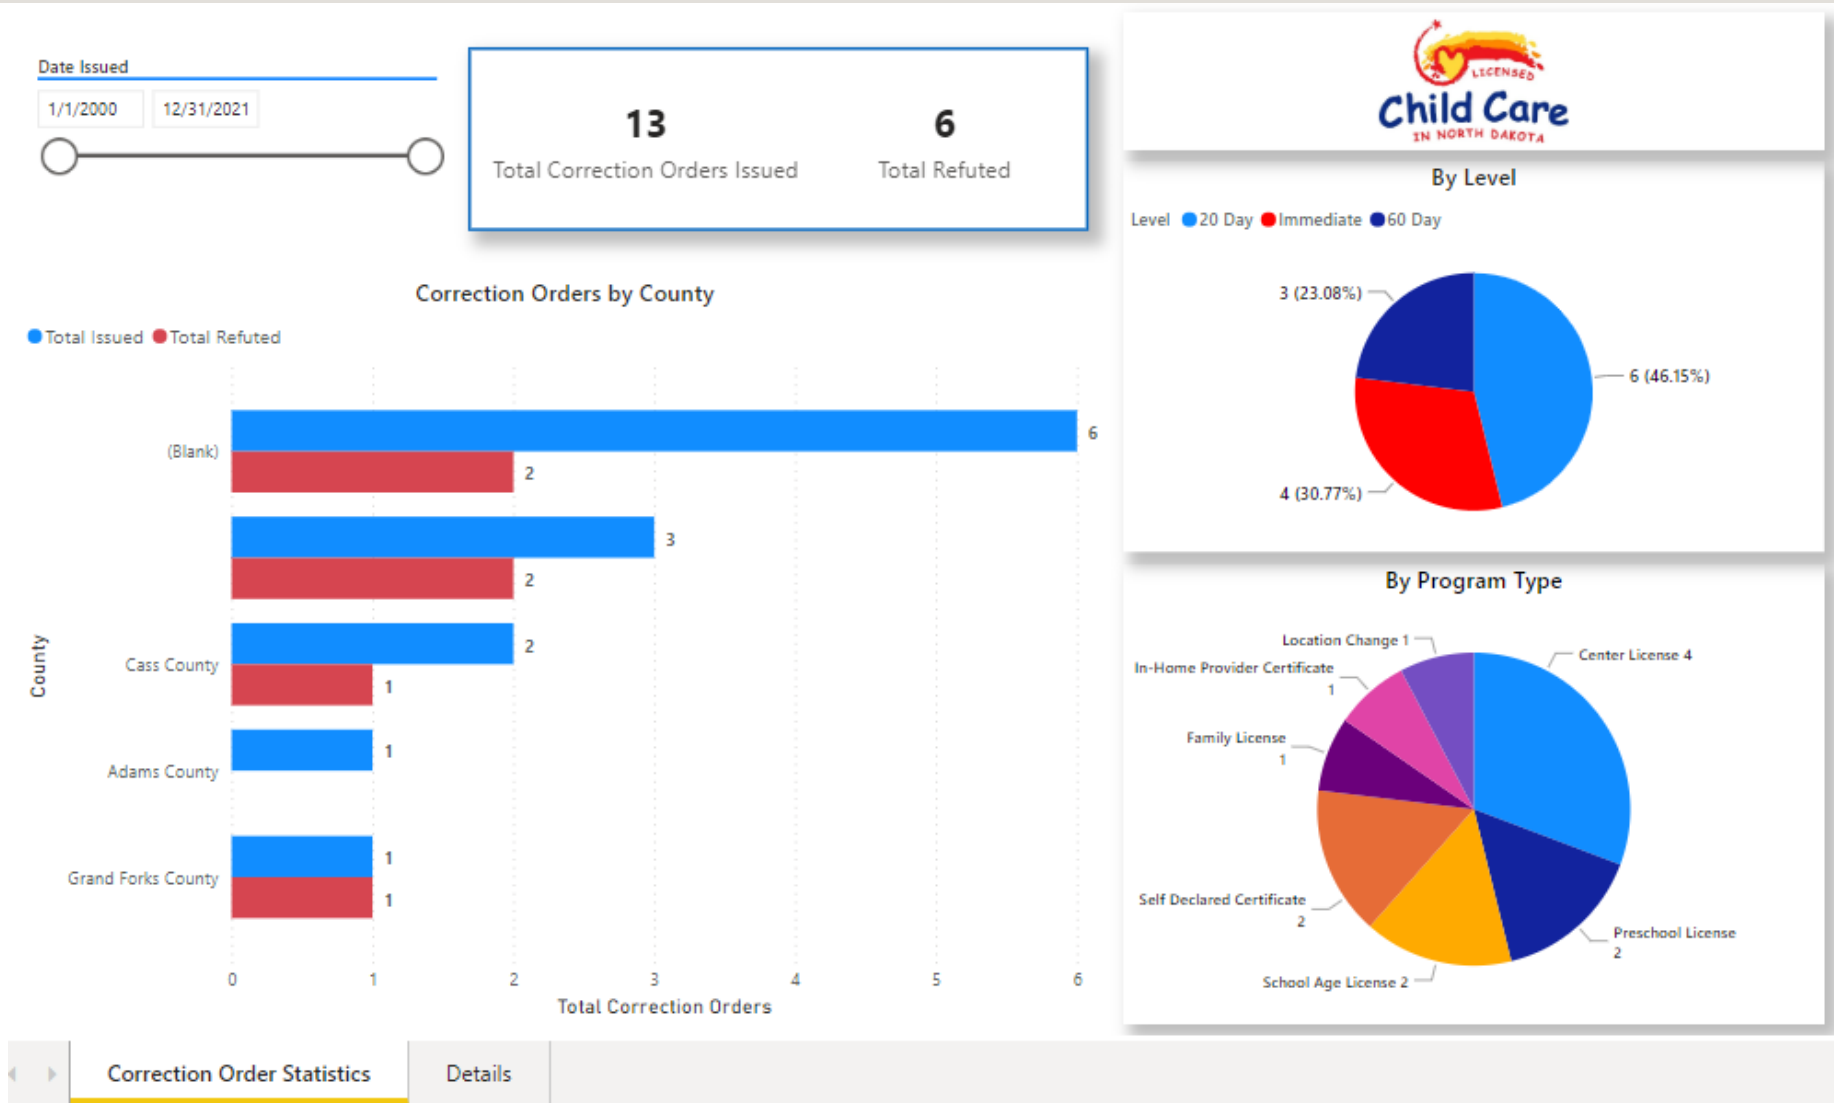 Date Issued
1/1/2000
12/31/2021
13
Total Correction Orders Issued
6
Total Refuted
LICENSED
Child Care
IN NORTH DAKOTA
Correction Orders by County
Total Issued
Total Refuted
County
(Blank)
6
2
3
2
Cass County
2
1
Adams County
1
Grand Forks County
1
1
0 1 2 3 4 5 6
Total Correction Orders
By Level
Level 20 Day Immediate 60 Day
3 (23.08%)
6 (46.15%)
4 (30.77%)
By Program Type
Location Change 1
Center License 4
In-Home Provider Certificate
1
Family License
1
Self Declared Certificate
2
Preschool License
2
School Age License 2
Correction Order Statistics
Details